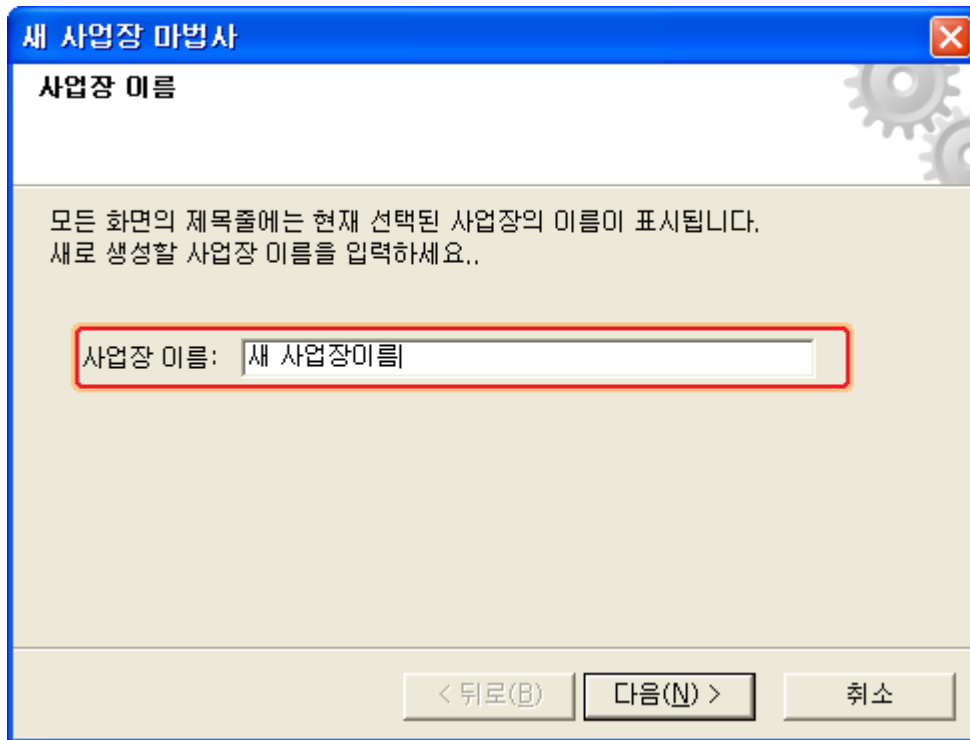 새 사업장 마법사
사업장 이름
모든 화면의 제목줄에는 현재 선택된 사업장의 이름이 표시됩니다.
새로 생성할 사업장 이름을 입력하세요..
사업장 이름: 새 사업장이름
< 뒤로(B) 다음(N) > 취소